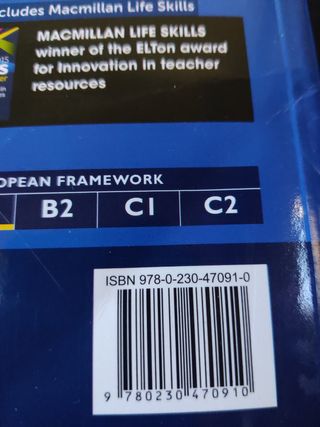 cludes Macmillan Life Skills
MACMILLAN LIFE SKILLS
winner of the ELTon award
for Innovation in teacher
resources
OPEAN FRAMEWORK
B2 C1 C2
ISBN 978-0-230-47091-0
9 780230 470910